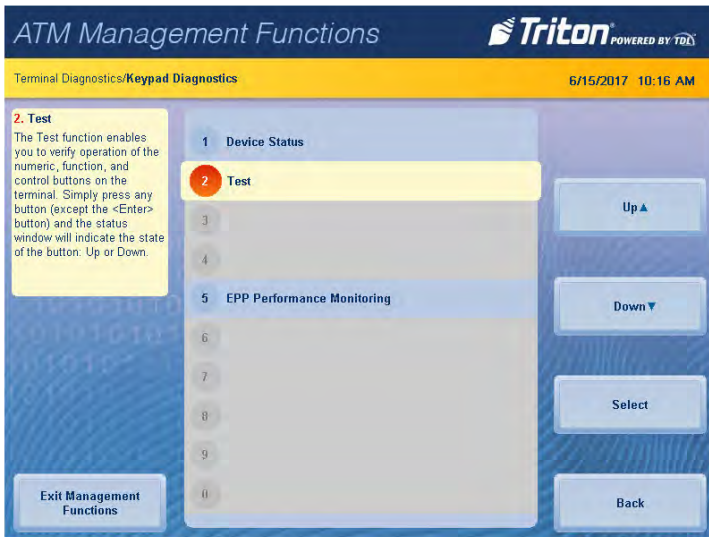 ATM Management Functions
Triton POWERED BY TDL
Terminal Diagnostics/Keypad Diagnostics
6/15/2017 10:16 AM
2. Test
The Test function enables
you to verify operation of the
numeric, function, and
control buttons on the
terminal. Simply press any
button (except the <Enter>
button) and the status
window will indicate the state
of the button: Up or Down.
1 Device Status
2 Test
3
4
5 EPP Performance Monitoring
6
7
8
9
0
Up▲
Down▼
Select
Back
Exit Management
Functions